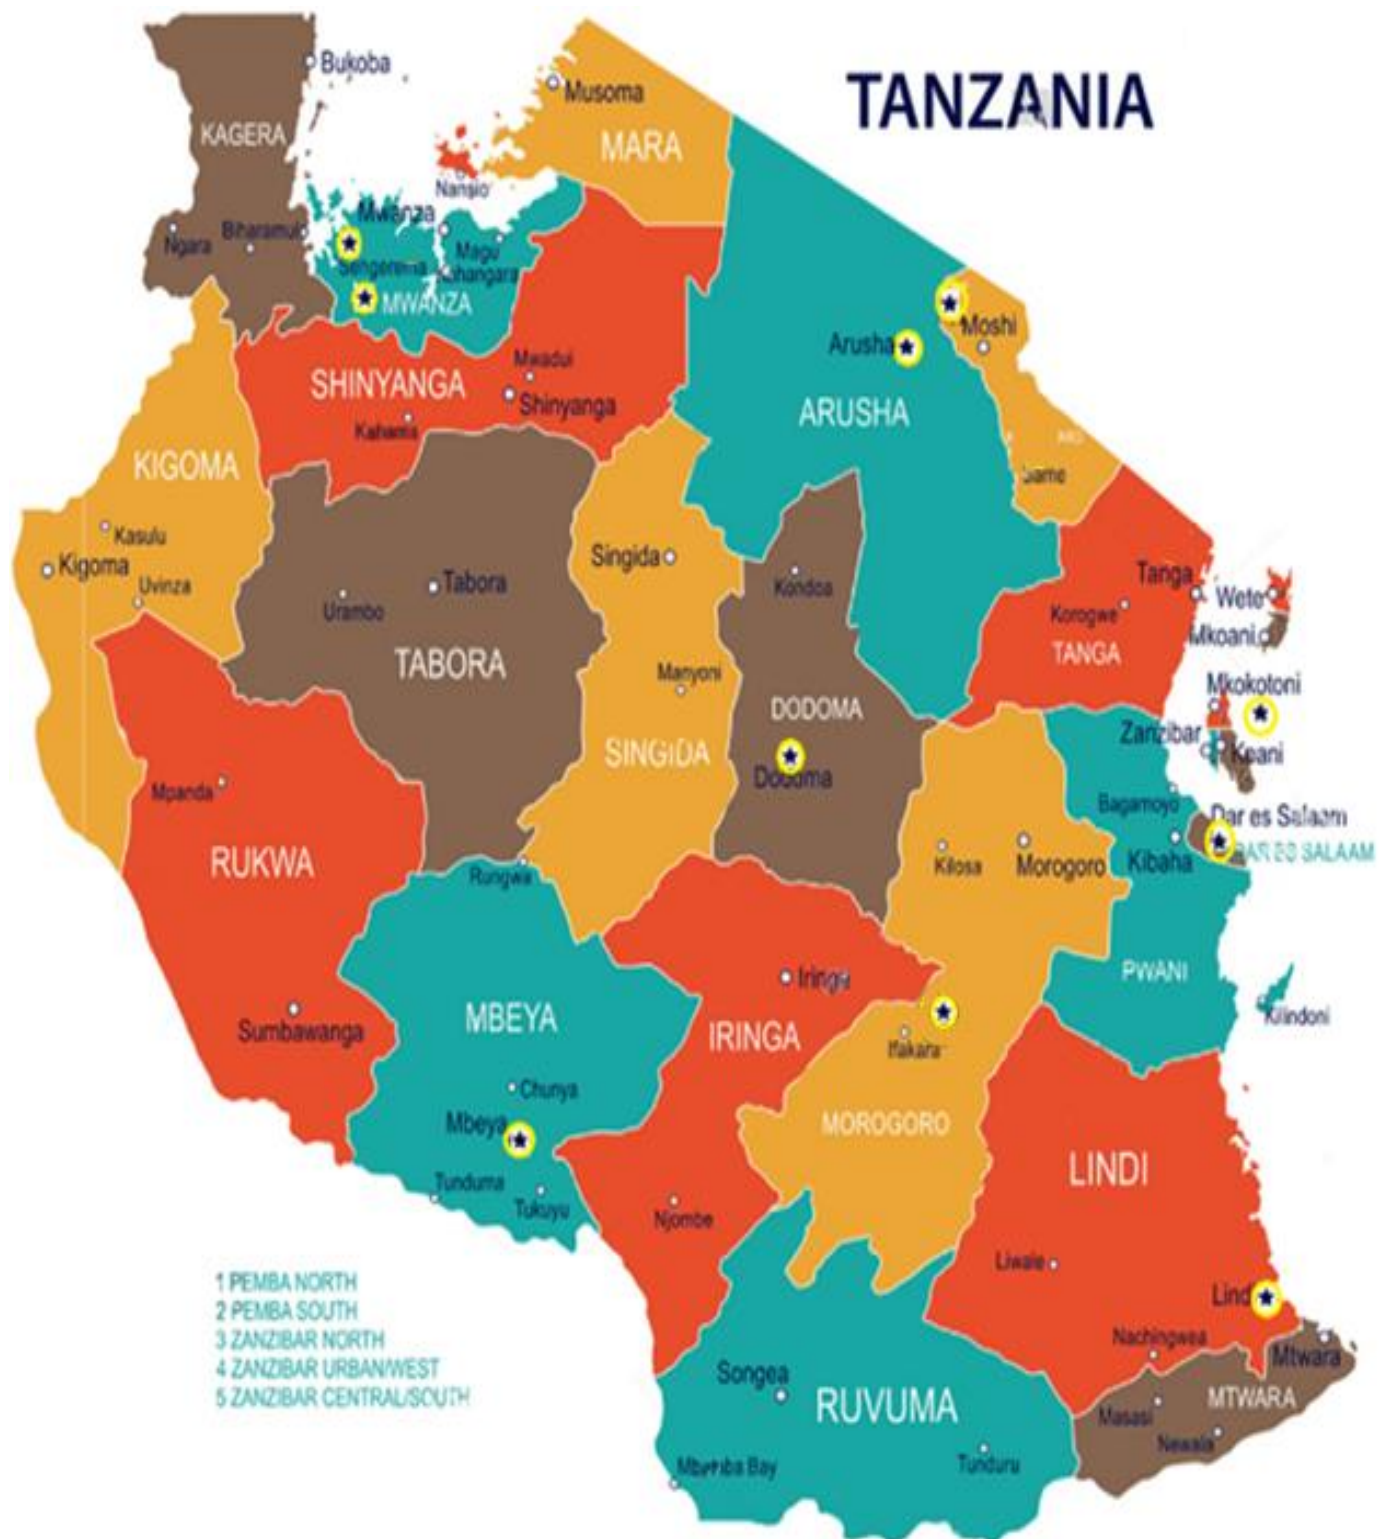 TANZANIA
Bukoba
KAGERA
Musoma
MARA
Nansio
Ngara
Mwanza
Magu
MWANZA
Moshi
Arusha
ARUSHA
SHINYANGA
Mwadui
Shinyanga
KIGOMA
Kasulu
Kigoma
Uvinza
Urambo
Tabora
TABORA
Singida
Manyoni
SINGIDA
Kondoa
DODOMA
Dodoma
Tanga
Korogwe
TANGA
Wete
Mkoani
Mkokotoni
Zanzibar
Bagamoyo
Dar es Salaam
Kibaha
PWANI
Kilindoni
Kilosa
Morogoro
Mpanda
RUKWA
Sumbawanga
Rungwa
MBEYA
Chunya
Mbeya
Tunduma
Tukuyu
IRINGA
Njombe
Ifakara
MOROGORO
LINDI
Liwale
Nachingwea
Mtwara
MTWARA
Masasi
Newala
Songea
RUVUMA
Tunduru
1 PEMBA NORTH
2 PEMBA SOUTH
3 ZANZIBAR NORTH
4 ZANZIBAR URBAN/WEST
5 ZANZIBAR CENTRAL/SOUTH